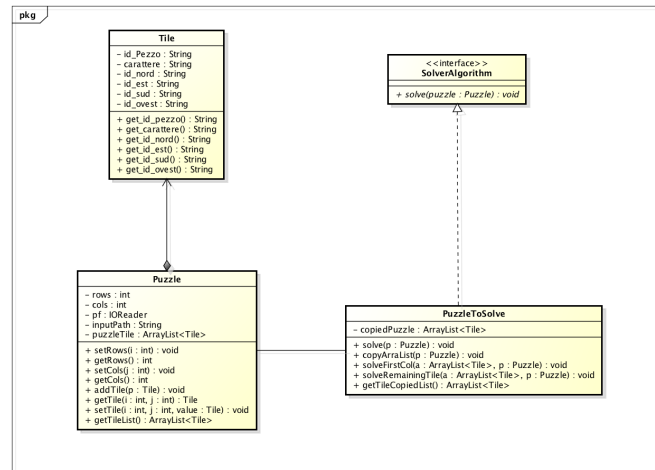 pkg
Tile
– id_Pezzo : String
– carattere : String
– id_nord : String
– id_est : String
– id_sud : String
– id_ovest : String
+ get_id_pezzo() : String
+ get_carattere() : String
+ get_id_nord() : String
+ get_id_est() : String
+ get_id_sud() : String
+ get_id_ovest() : String
<<interface>>
SolverAlgorithm
+ solve(puzzle : Puzzle) : void
Puzzle
– rows : int
– cols : int
– pf : IOReader
– inputPath : String
– puzzleTile : ArrayList<Tile>
+ setRows(i : int) : void
+ getRows() : int
+ setCols(j : int) : void
+ getCols() : int
+ addTile(p : Tile) : void
+ getTile(i : int, j : int) : Tile
+ setTile(i : int, j : int, value : Tile) : void
+ getTileList() : ArrayList<Tile>
PuzzleToSolve
– copiedPuzzle : ArrayList<Tile>
+ solve(p : Puzzle) : void
+ copyArraList(p : Puzzle) : void
+ solveFirstCol(a : ArrayList<Tile>, p : Puzzle) : void
+ solveRemainingTile(a : ArrayList<Tile>, p : Puzzle) : void
+ getTileCopiedList() : ArrayList<Tile>